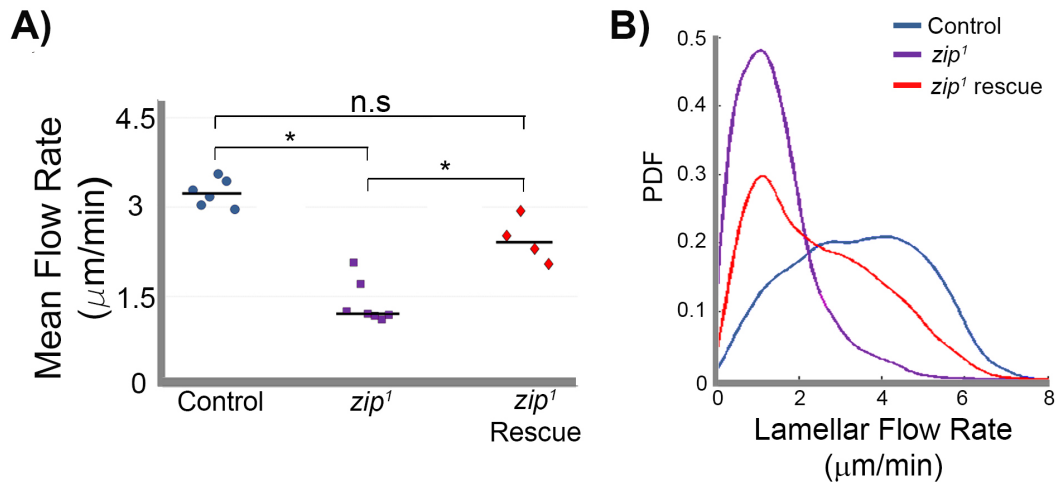 A)
Mean Flow Rate
(μm/min)
4.5
3
1.5
0
n.s
*
*
Control
zip¹
zip¹
Rescue
B)
Control
zip¹
zip¹ rescue
PDF
0.5
0.4
0.3
0.2
0.1
0
0 2 4 6 8
Lamellar Flow Rate
(μm/min)